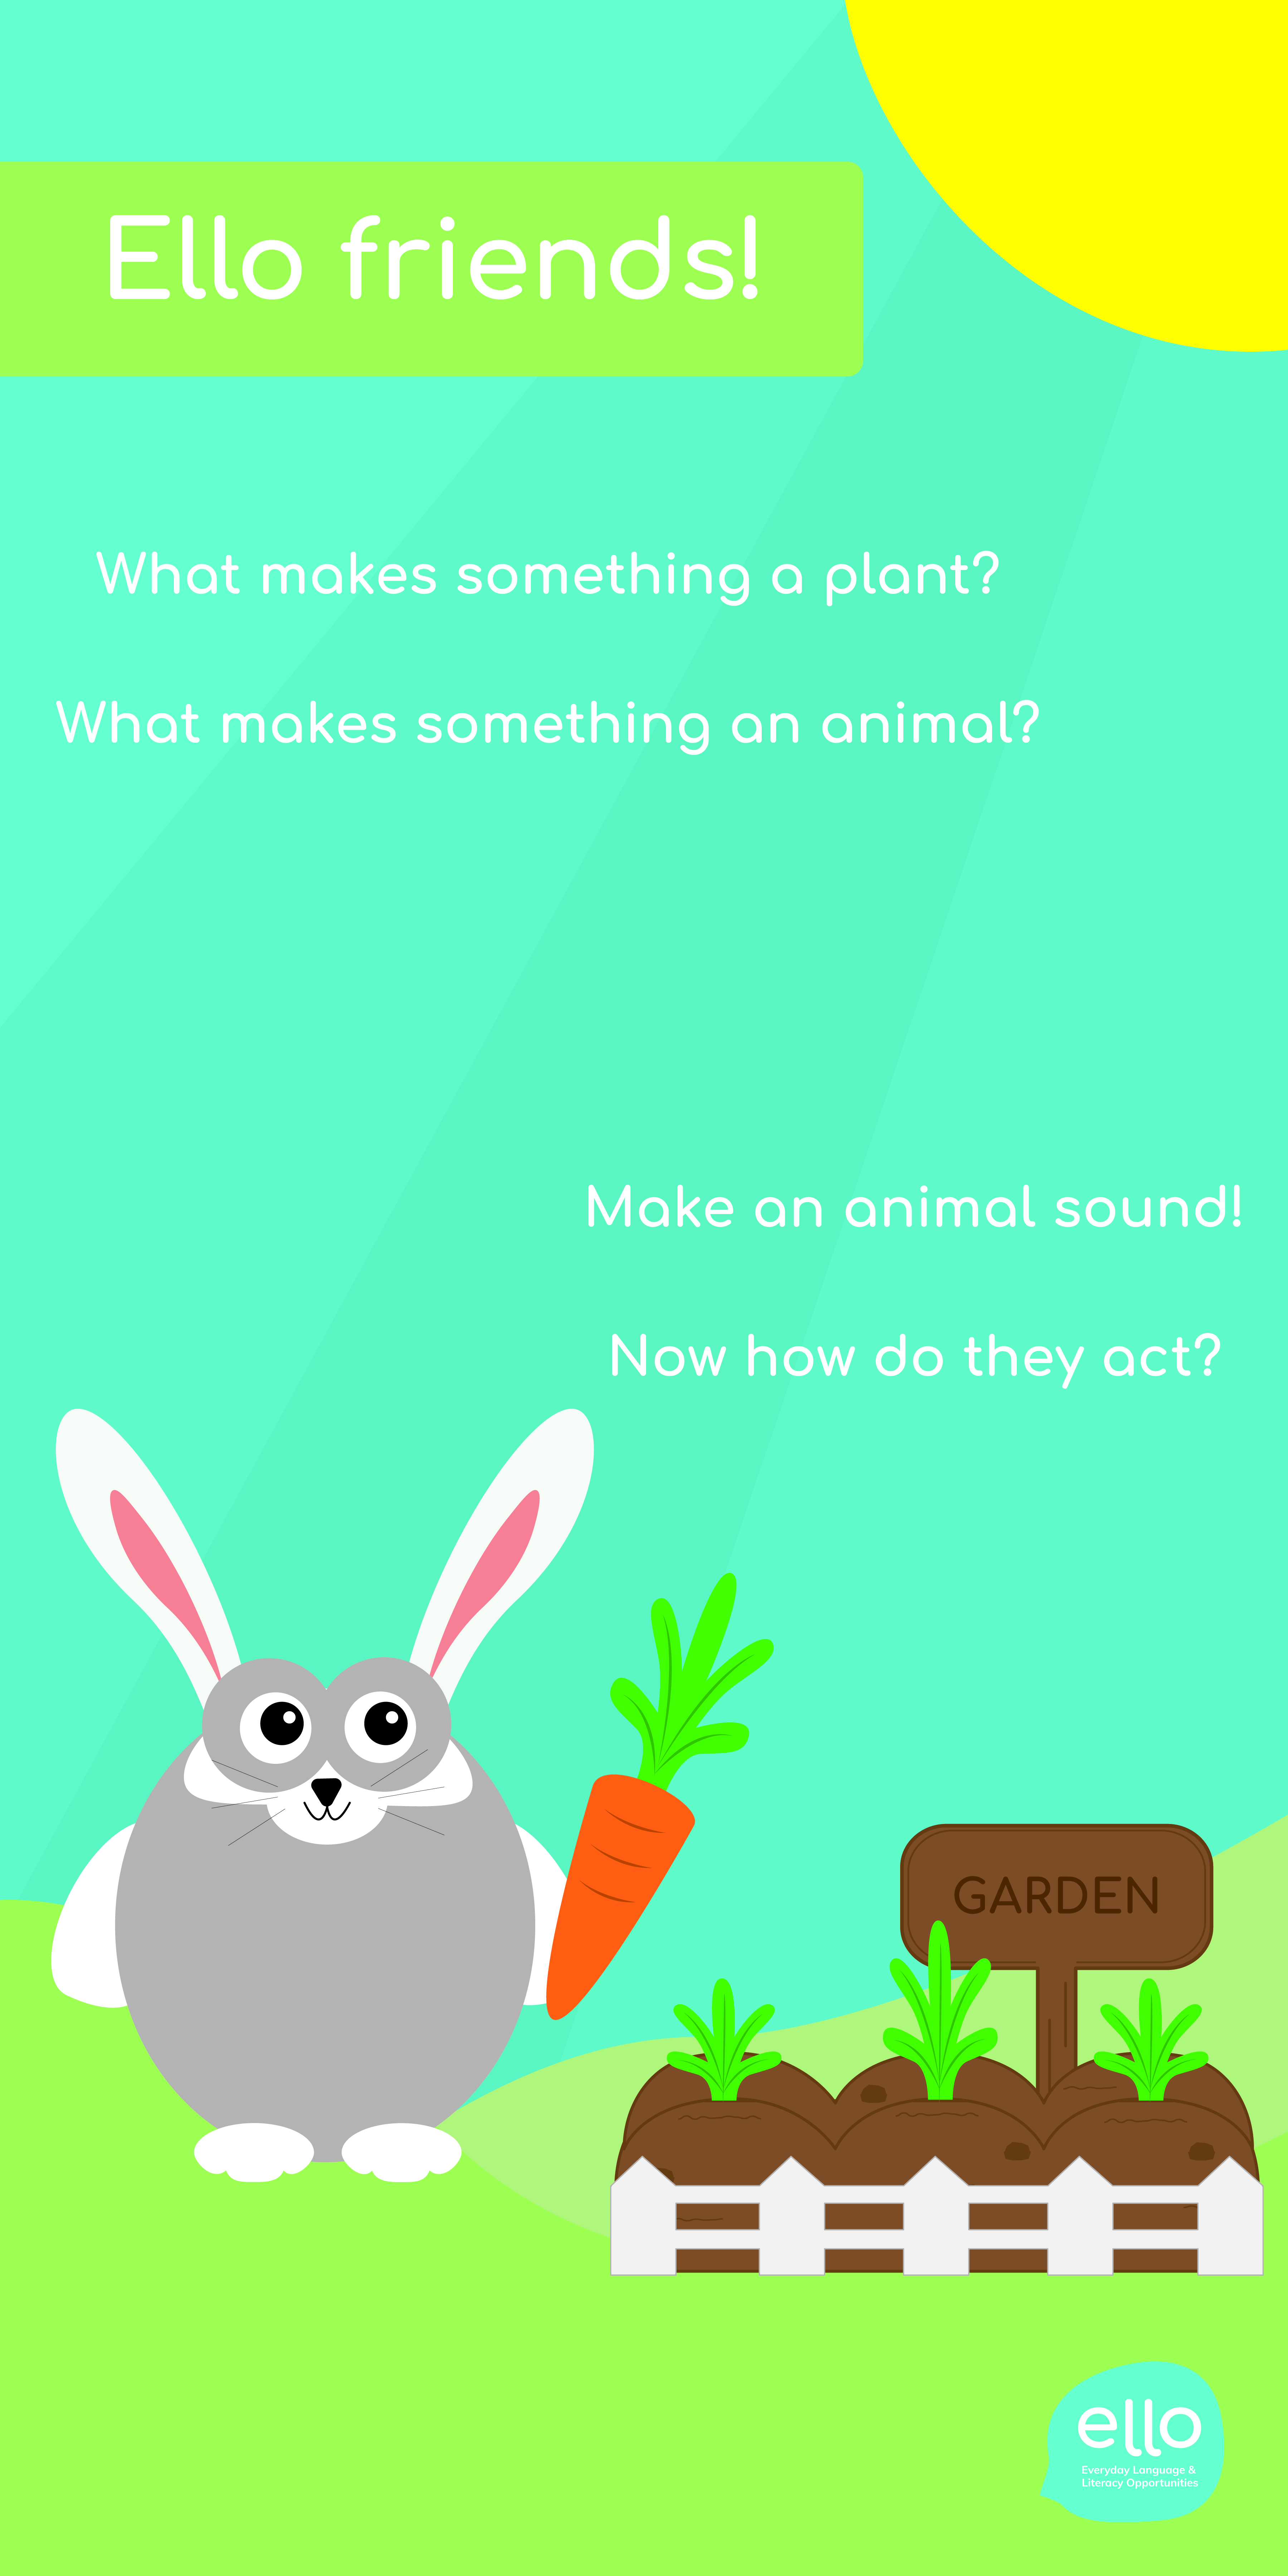 Ello friends!
What makes something a plant?
What makes something an animal?
Make an animal sound!
Now how do they act?
GARDEN
ello
Everyday Language &
Literacy Opportunities